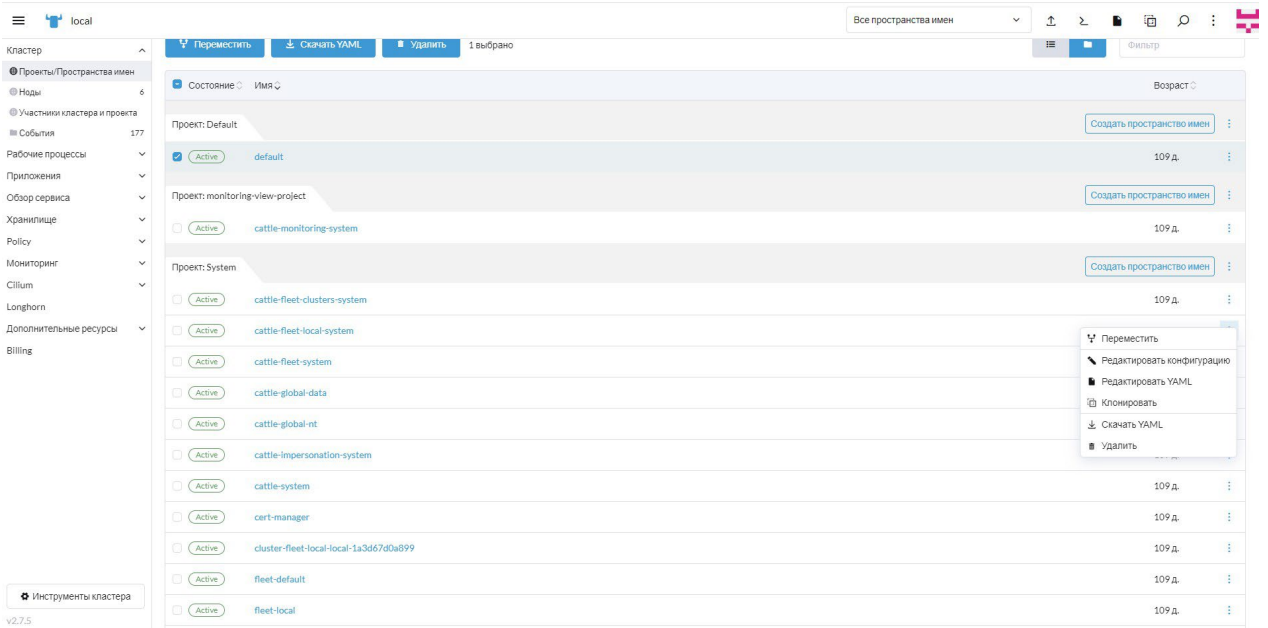 local
Все пространства имен
Кластер
Проекты/Пространства имен
Ноды 6
Участники кластера и проекта
События 177
Рабочие процессы
Приложения
Обзор сервиса
Хранилище
Policy
Мониторинг
Cilium
Longhorn
Дополнительные ресурсы
Billing
Инструменты кластера
v2.7.5
Переместить Скачать YAML Удалить 1 выбрано Фильтр
Состояние Имя Возраст
Проект: Default Создать пространство имен
Active default 109 д.
Проект: monitoring-view-project Создать пространство имен
Active cattle-monitoring-system 109 д.
Проект: System Создать пространство имен
Active cattle-fleet-clusters-system 109 д.
Active cattle-fleet-local-system
Active cattle-fleet-system
Active cattle-global-data
Active cattle-global-nt
Active cattle-impersonation-system
Active cattle-system 109 д.
Active cert-manager 109 д.
Active cluster-fleet-local-local-1a3d67d0a899 109 д.
Active fleet-default 109 д.
Active fleet-local 109 д.
Переместить
Редактировать конфигурацию
Редактировать YAML
Клонировать
Скачать YAML
Удалить